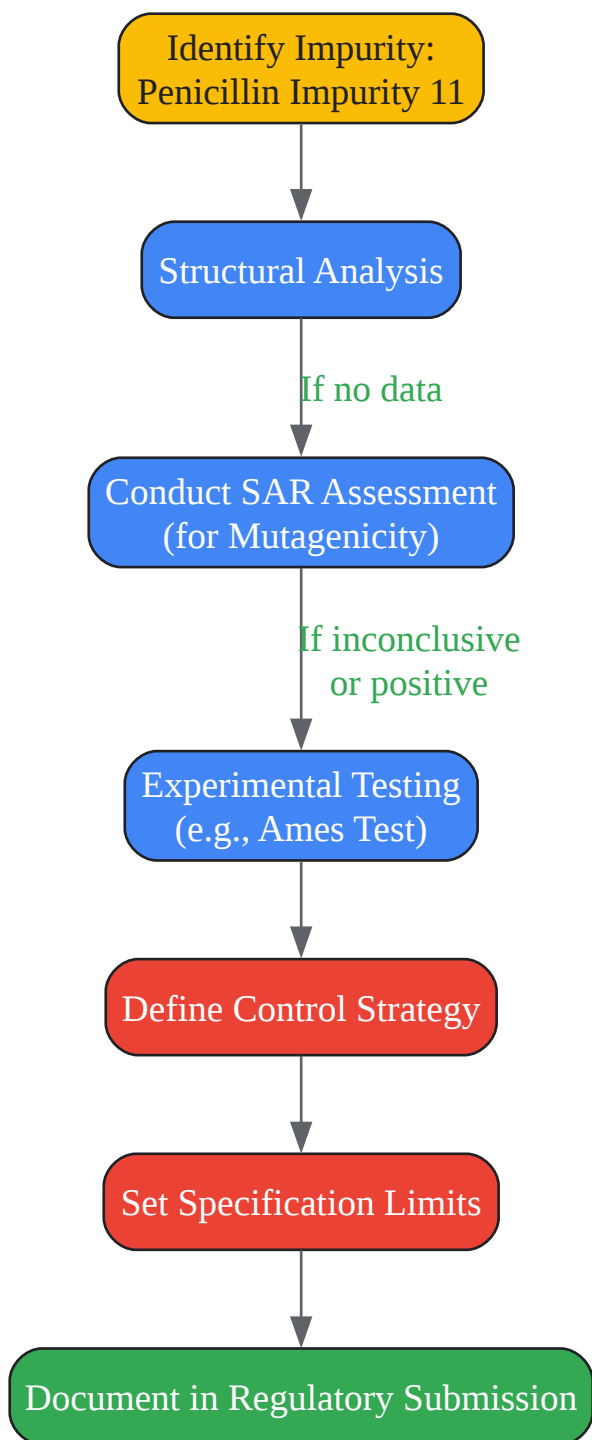 Identify Impurity:
Penicillin Impurity 11
Structural Analysis
If no data
Conduct SAR Assessment
(for Mutagenicity)
If inconclusive
or positive
Experimental Testing
(e.g., Ames Test)
Define Control Strategy
Set Specification Limits
Document in Regulatory Submission